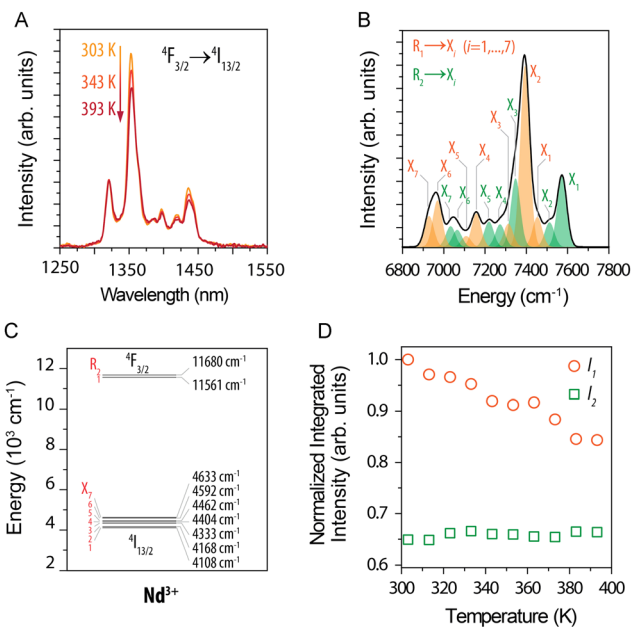 A
303 K
343 K
393 K
⁴F₃/₂→⁴I₁₃/₂
Intensity (arb. units)
1250 1350 1450 1550
Wavelength (nm)
B
R₁→Xᵢ (i=1,...,7)
R₂→Xᵢ
X₂
X₃
X₃
X₅
X₄
X₁
X₇
X₆
X₇
X₆
X₅
X₄
X₂
X₁
Intensity (arb. units)
6800 7000 7200 7400 7600 7800
Energy (cm⁻¹)
C
12
10
8
6
4
2
Energy (10³ cm⁻¹)
R₂
1
⁴F₃/₂
11680 cm⁻¹
11561 cm⁻¹
X₇
6
5
4
3
2
1
⁴I₁₃/₂
4633 cm⁻¹
4592 cm⁻¹
4462 cm⁻¹
4404 cm⁻¹
4333 cm⁻¹
4168 cm⁻¹
4108 cm⁻¹
Nd³⁺
D
I₁
I₂
1.0
0.9
0.8
0.7
0.6
Normalized Integrated
Intensity (arb. units)
300 320 340 360 380 400
Temperature (K)